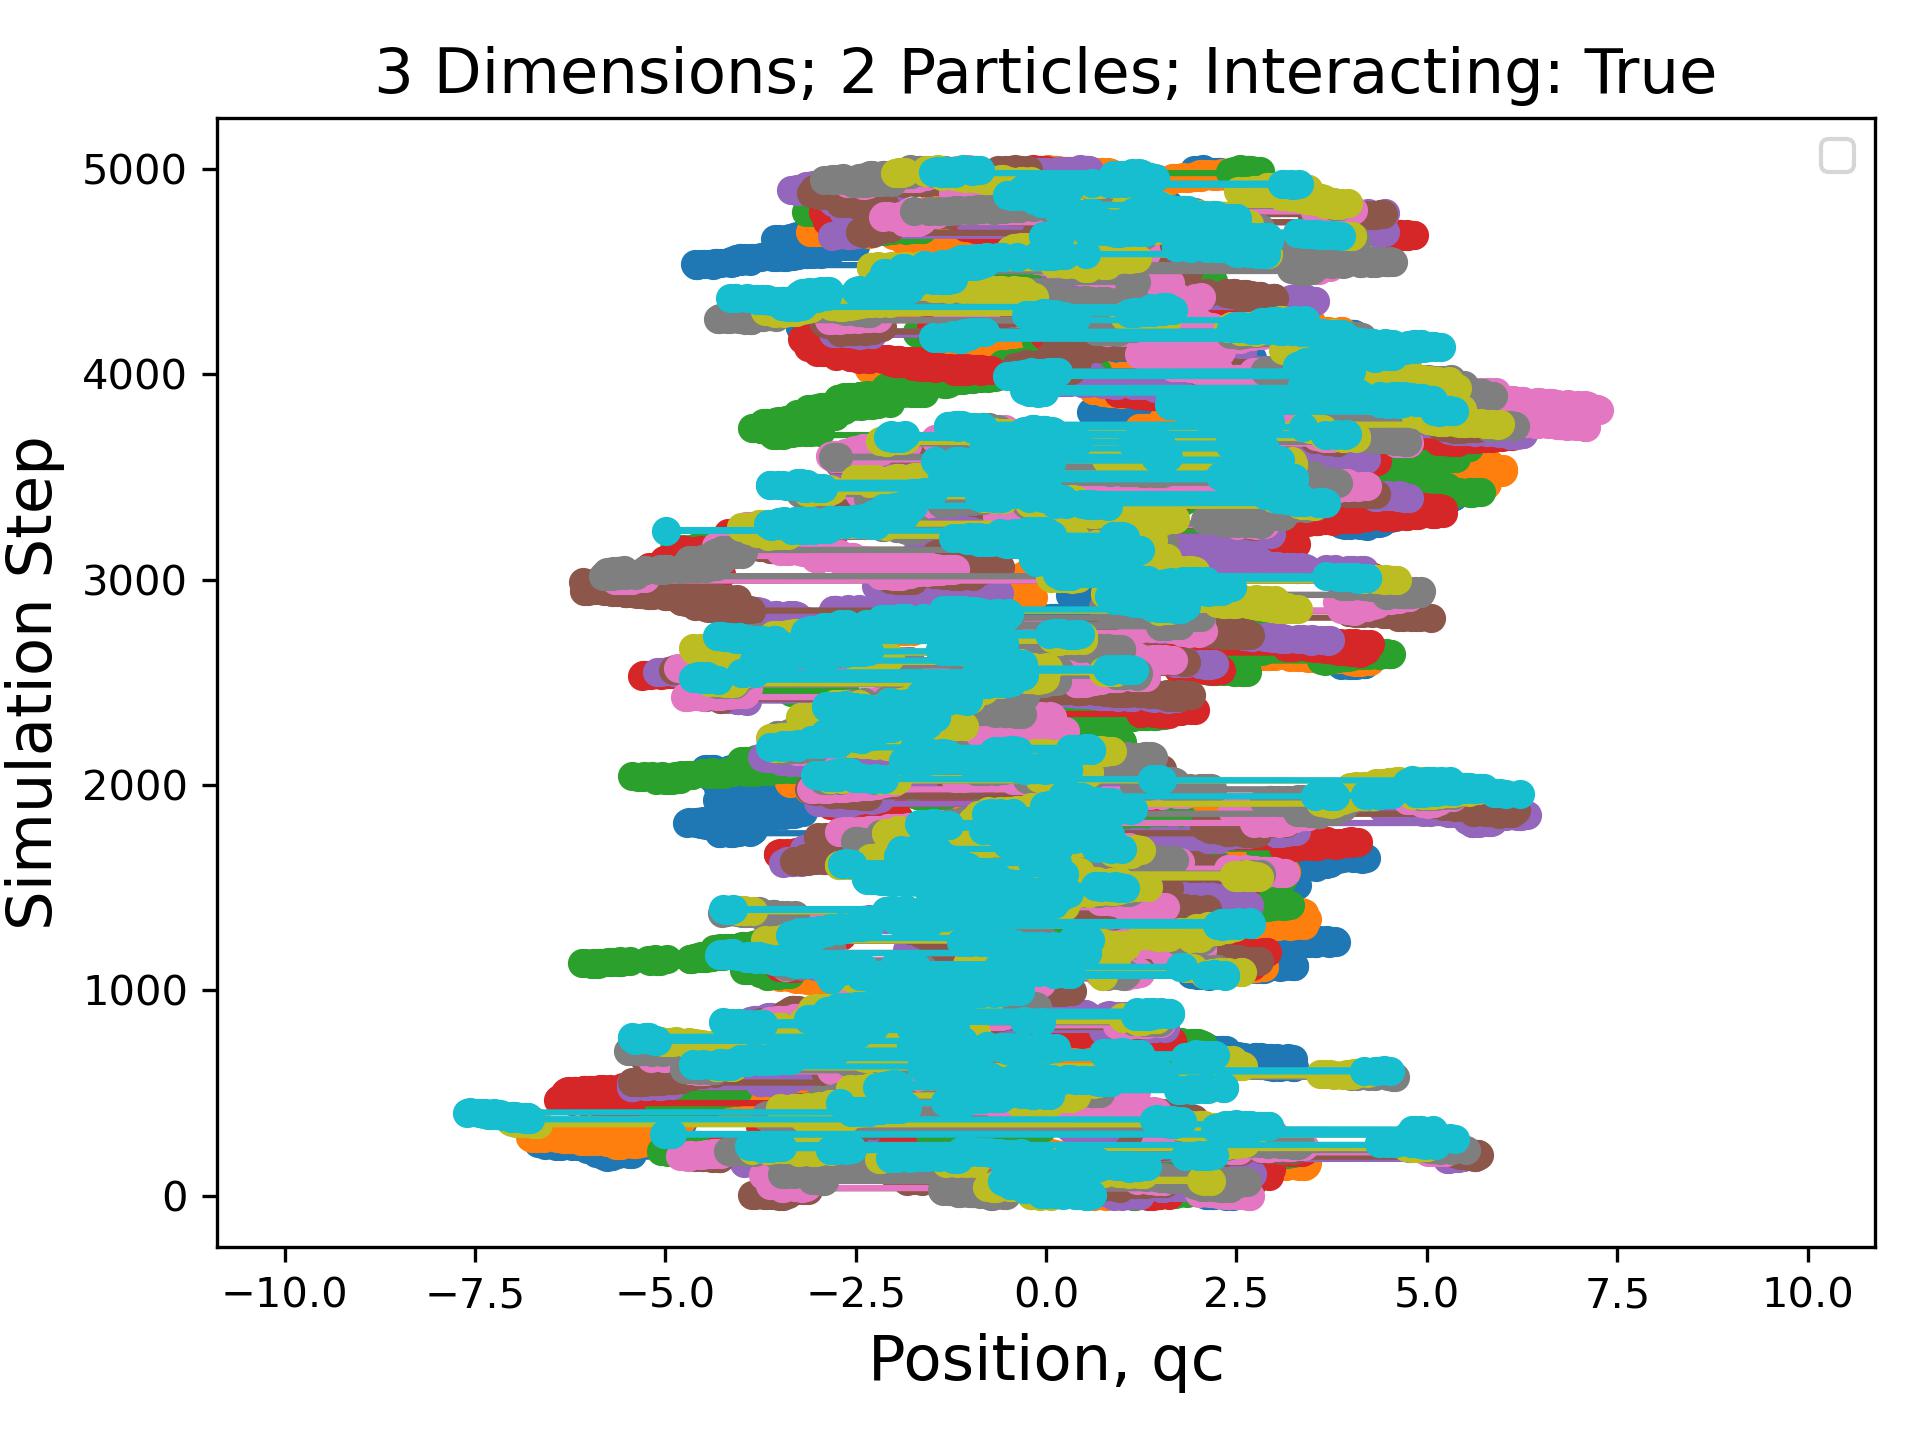 3 Dimensions; 2 Particles; Interacting: True
Simulation Step
5000
4000
3000
2000
1000
0
−10.0 −7.5 −5.0 −2.5 0.0 2.5 5.0 7.5 10.0
Position, qc